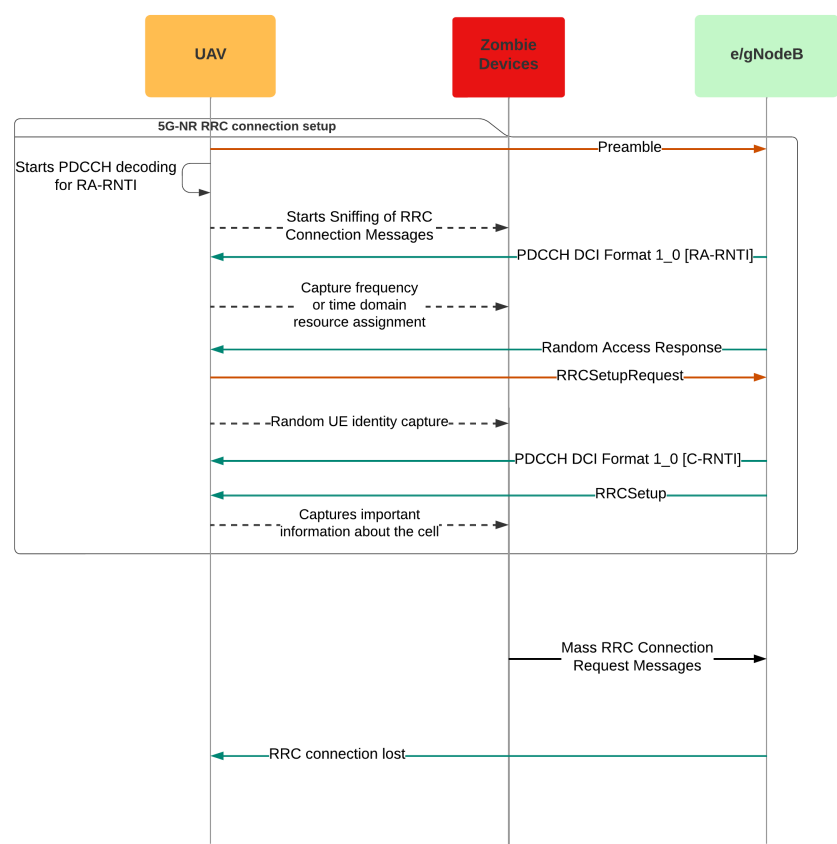 UAV
Zombie
Devices
e/gNodeB
5G-NR RRC connection setup
Preamble
Starts PDCCH decoding
for RA-RNTI
Starts Sniffing of RRC
Connection Messages
PDCCH DCI Format 1_0 [RA-RNTI]
Capture frequency
or time domain
resource assignment
Random Access Response
RRCSetupRequest
Random UE identity capture
PDCCH DCI Format 1_0 [C-RNTI]
RRCSetup
Captures important
information about the cell
Mass RRC Connection
Request Messages
RRC connection lost